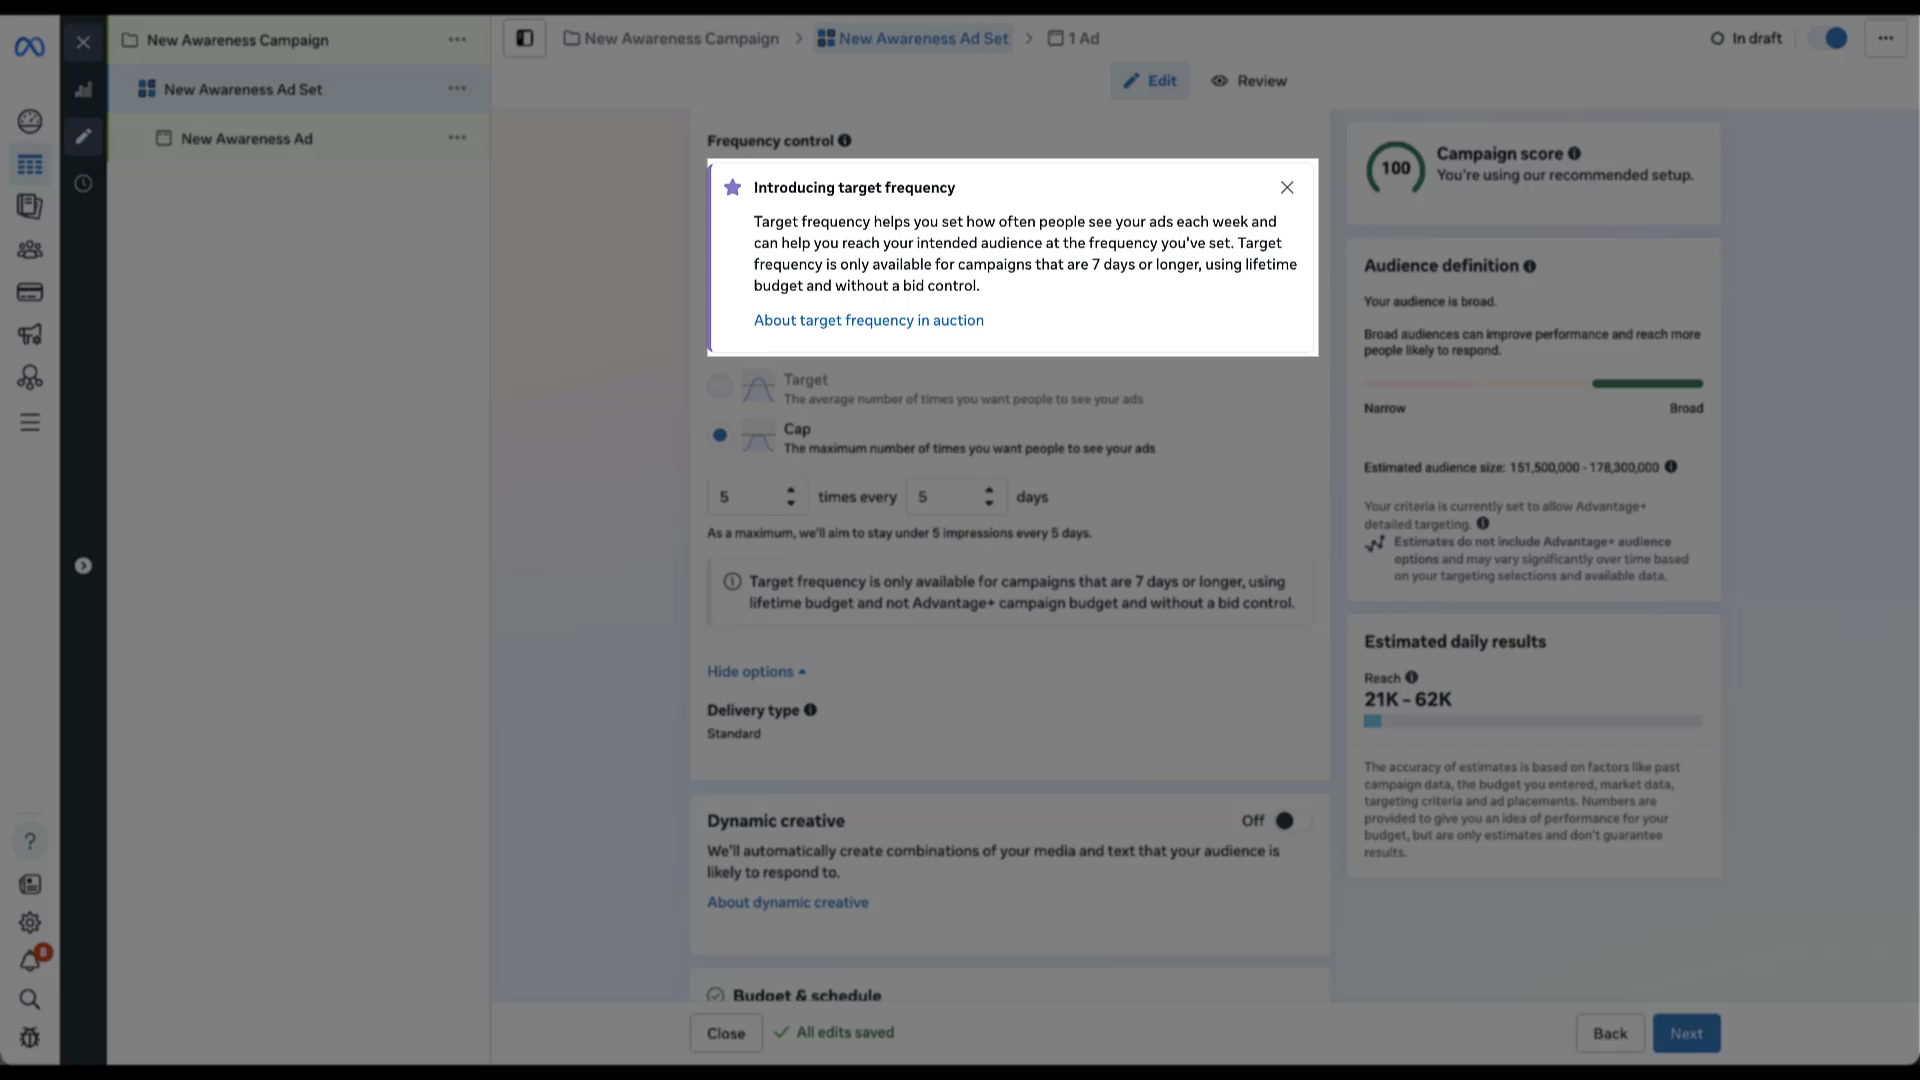 New Awareness Campaign
New Awareness Ad Set
New Awareness Ad
New Awareness Campaign > New Awareness Ad Set > 1 Ad
In draft
Edit
Review
Frequency control
Introducing target frequency
Target frequency helps you set how often people see your ads each week and
can help you reach your intended audience at the frequency you've set. Target
frequency is only available for campaigns that are 7 days or longer, using lifetime
budget and without a bid control.
About target frequency in auction
Target
The average number of times you want people to see your ads
Cap
The maximum number of times you want people to see your ads
5 times every 5 days
As a maximum, we'll aim to stay under 5 impressions every 5 days.
Target frequency is only available for campaigns that are 7 days or longer, using
lifetime budget and not Advantage+ campaign budget and without a bid control.
Hide options
Delivery type
Standard
Dynamic creative
Off
We'll automatically create combinations of your media and text that your audience is
likely to respond to.
About dynamic creative
Budget & schedule
Close
All edits saved
Back
Next
100
Campaign score
You're using our recommended setup.
Audience definition
Your audience is broad.
Broad audiences can improve performance and reach more
people likely to respond.
Narrow
Broad
Estimated audience size: 151,500,000 - 178,300,000
Your criteria is currently set to allow Advantage+
detailed targeting.
Estimates do not include Advantage+ audience
options and may vary significantly over time based
on your targeting selections and available data.
Estimated daily results
Reach
21K - 62K
The accuracy of estimates is based on factors like past
campaign data, the budget you entered, market data,
targeting criteria and ad placements. Numbers are
provided to give you an idea of performance for your
budget, but are only estimates and don't guarantee
results.
8